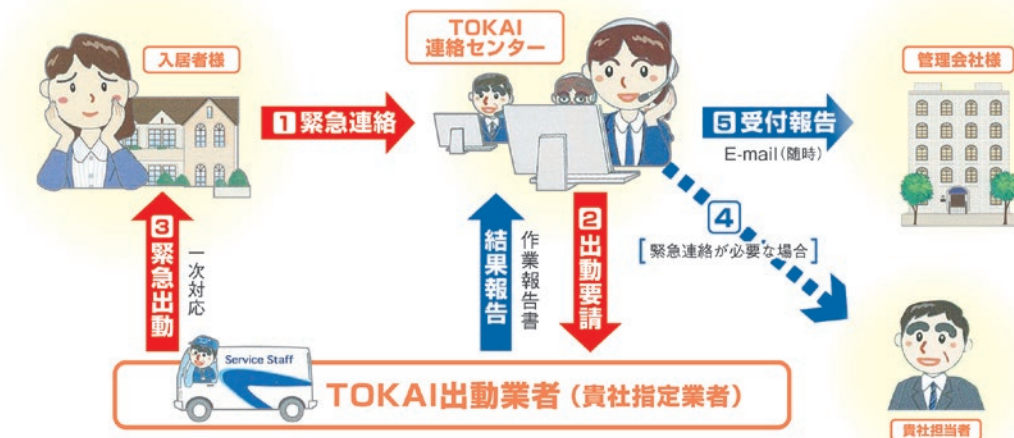 入居者様
TOKAI
連絡センター
管理会社様
1 緊急連絡
5 受付報告
E-mail(随時)
3 緊急出動
一次対応
結果報告
作業報告書
2 出動要請
4
[緊急連絡が必要な場合]
Service Staff
TOKAI出動業者(貴社指定業者)
貴社担当者